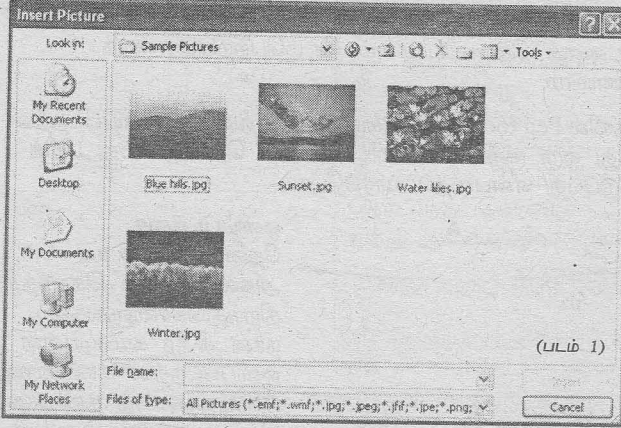 Insert Picture
Look in: Sample Pictures Tools
My Recent
Documents
Desktop
My Documents
My Computer
My Network
Places
Blue hills.jpg Sunset.jpg Water lilies.jpg
Winter.jpg
(படம் 1)
File name:
Files of type: All Pictures (*.emf;*.wmf;*.jpg;*.jpeg;*.jfif;*.jpe;*.png;
Cancel